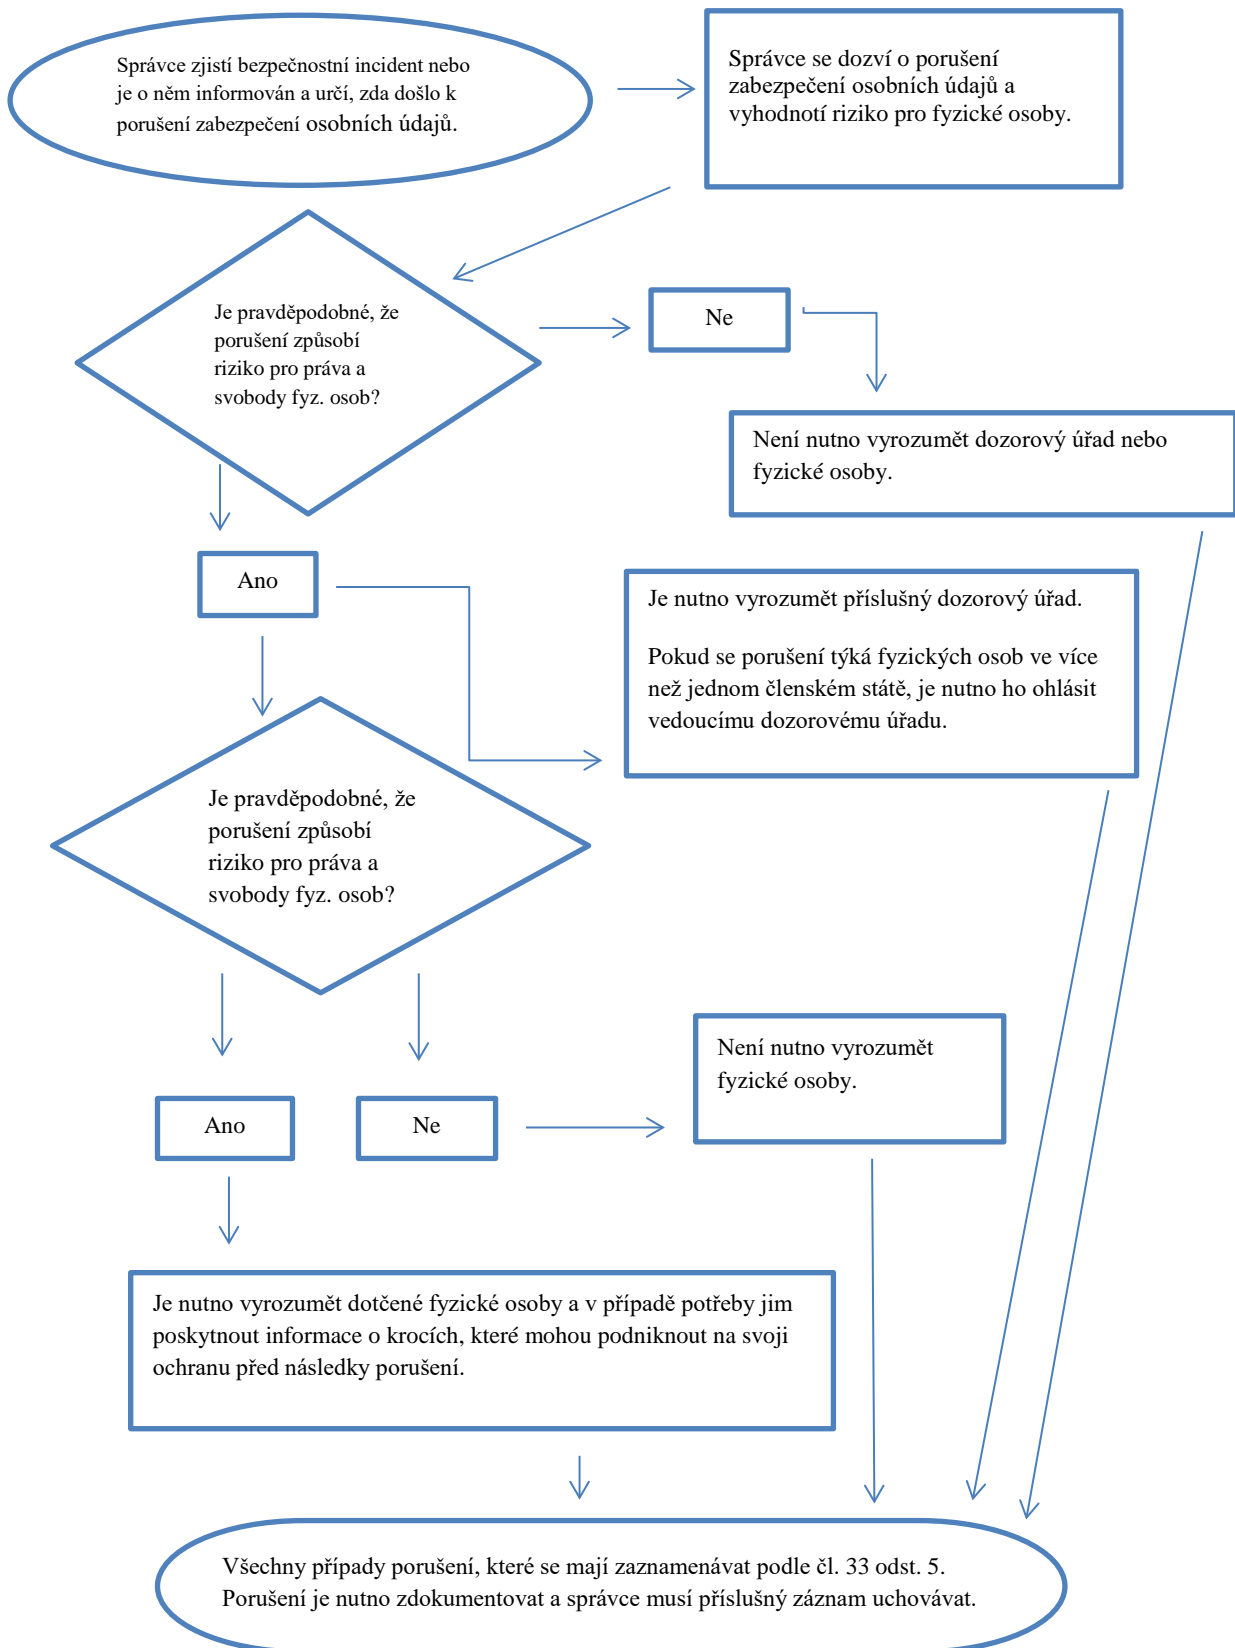 Správce zjistí bezpečnostní incident nebo
je o něm informován a určí, zda došlo k
porušení zabezpečení osobních údajů.
Správce se dozví o porušení
zabezpečení osobních údajů a
vyhodnotí riziko pro fyzické osoby.
Je pravděpodobné, že
porušení způsobí
riziko pro práva a
svobody fyz. osob?
Ne
Není nutno vyrozumět dozorový úřad nebo
fyzické osoby.
Ano
Je nutno vyrozumět příslušný dozorový úřad.
Pokud se porušení týká fyzických osob ve více
než jednom členském státě, je nutno ho ohlásit
vedoucímu dozorovému úřadu.
Je pravděpodobné, že
porušení způsobí
riziko pro práva a
svobody fyz. osob?
Není nutno vyrozumět
fyzické osoby.
Ano
Ne
Je nutno vyrozumět dotčené fyzické osoby a v případě potřeby jim
poskytnout informace o krocích, které mohou podniknout na svoji
ochranu před následky porušení.
Všechny případy porušení, které se mají zaznamenávat podle čl. 33 odst. 5.
Porušení je nutno zdokumentovat a správce musí příslušný záznam uchovávat.